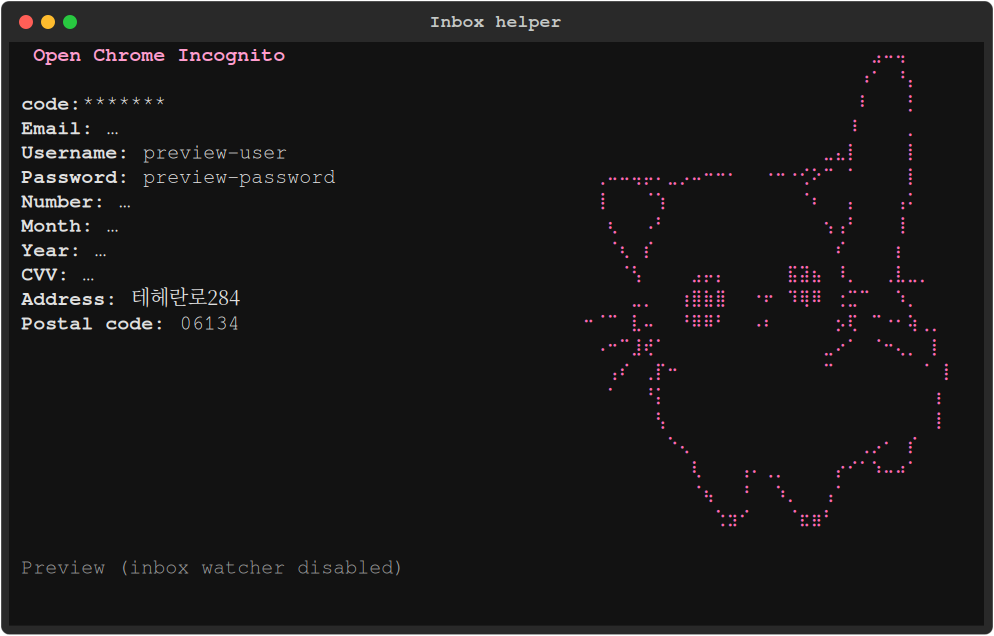 Inbox helper
Open Chrome Incognito
code:*******
Email: …
Username: preview-user
Password: preview-password
Number: …
Month: …
Year: …
CVV: …
Address: 테헤란로284
Postal code: 06134
Preview (inbox watcher disabled)